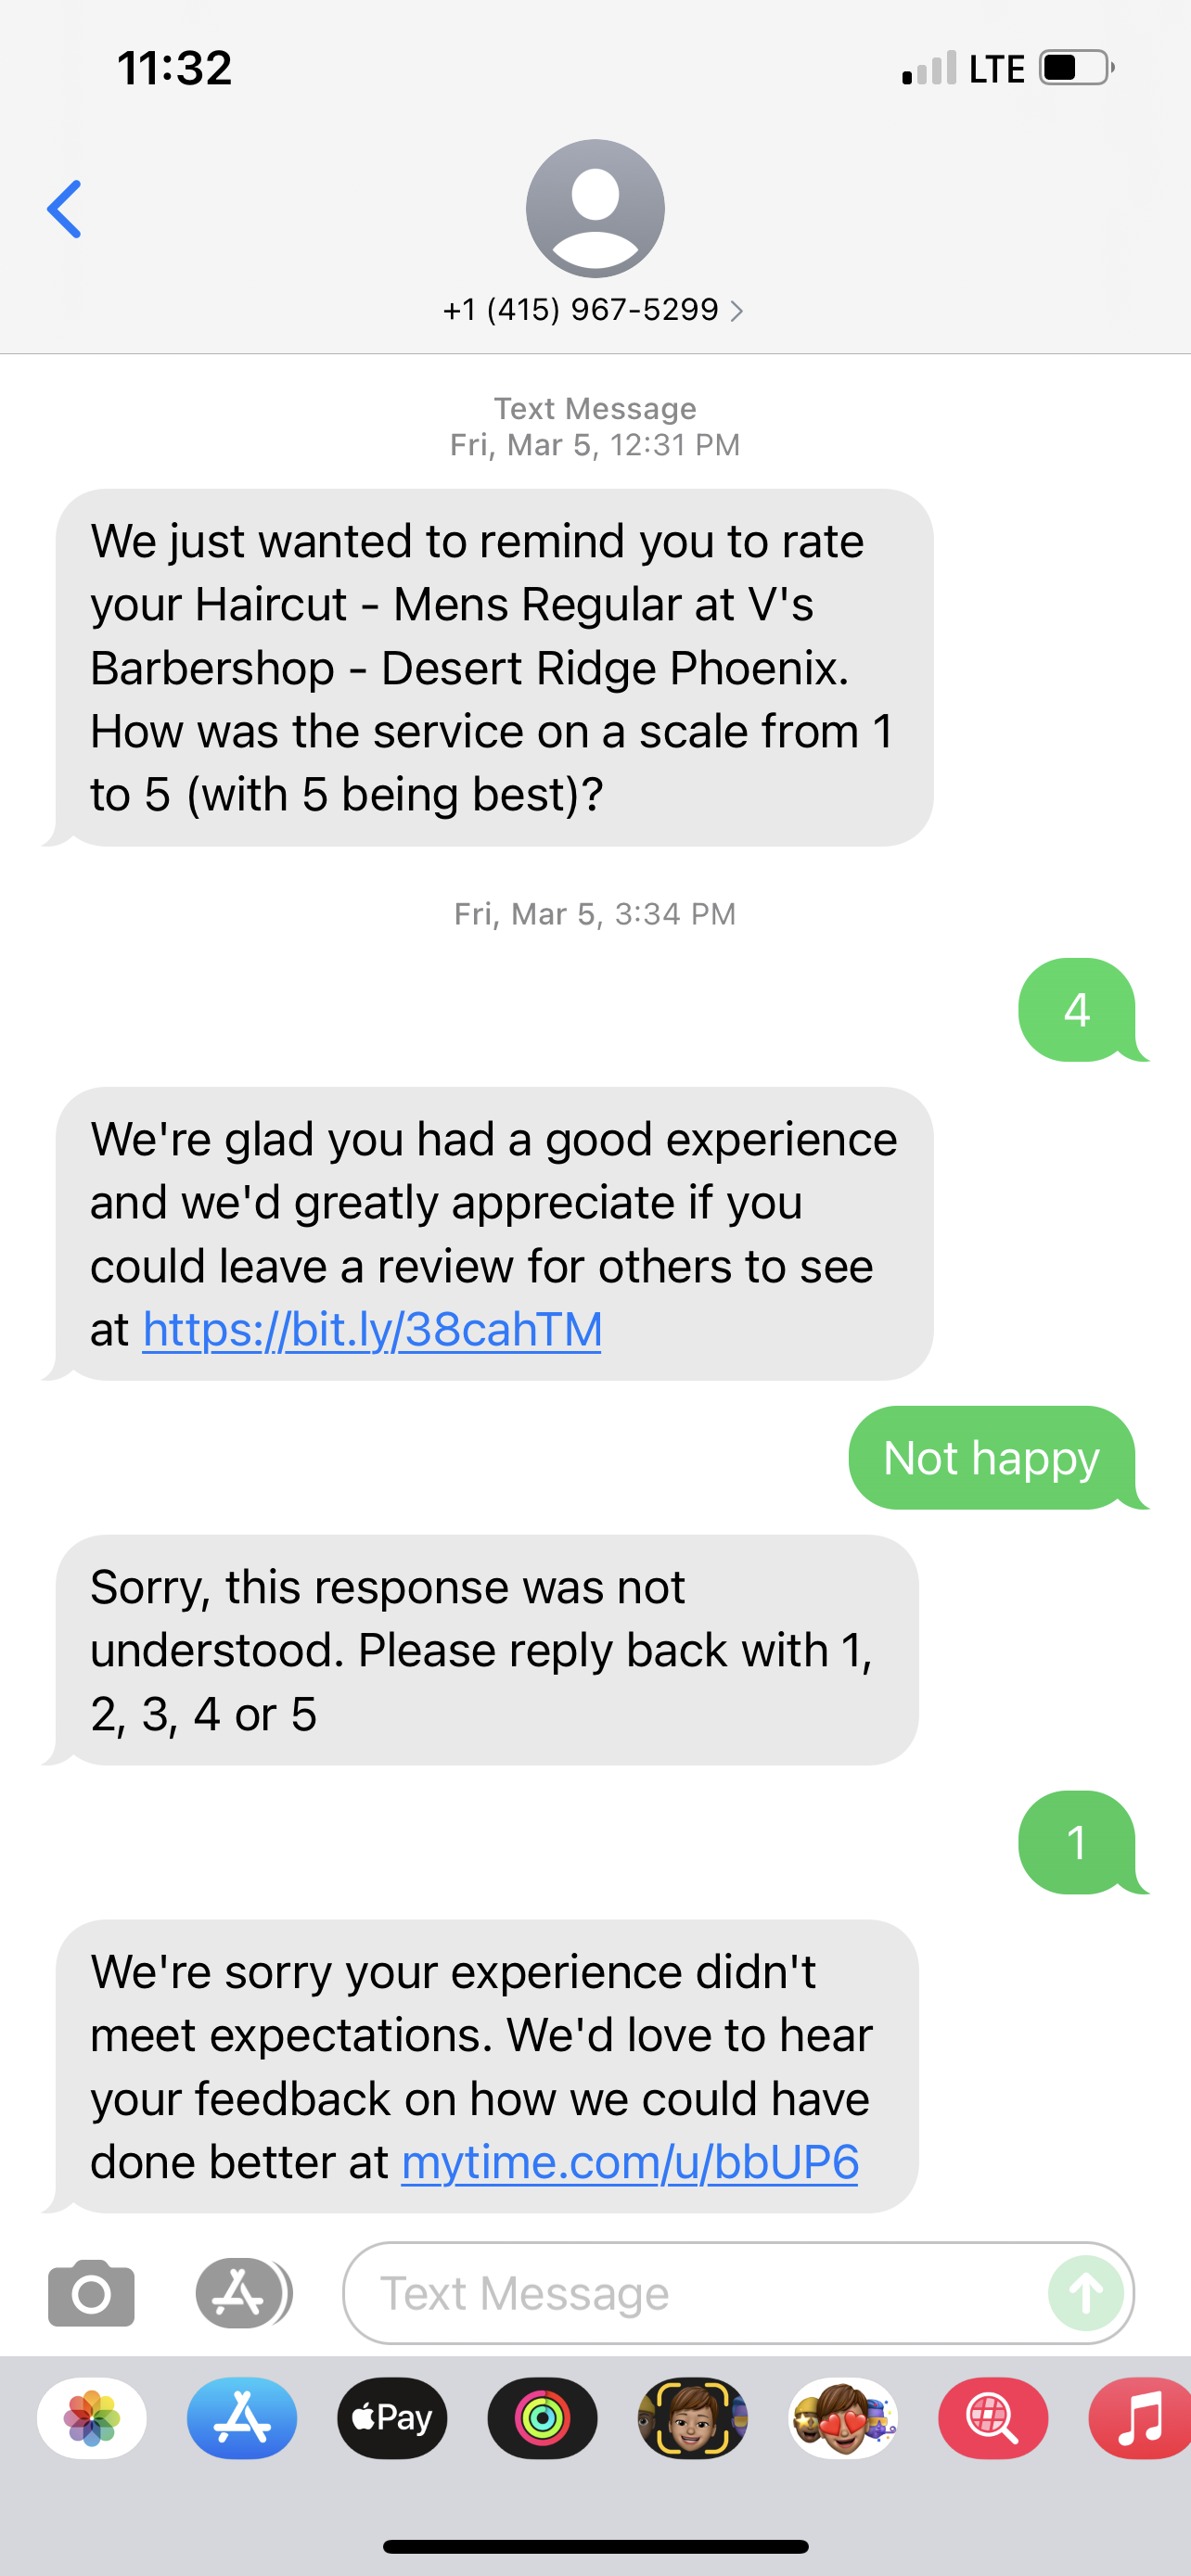 11:32
LTE
+1 (415) 967-5299
Text Message
Fri, Mar 5, 12:31 PM
We just wanted to remind you to rate
your Haircut - Mens Regular at V's
Barbershop - Desert Ridge Phoenix.
How was the service on a scale from 1
to 5 (with 5 being best)?
Fri, Mar 5, 3:34 PM
4
We're glad you had a good experience
and we'd greatly appreciate if you
could leave a review for others to see
at https://bit.ly/38cahTM
Not happy
Sorry, this response was not
understood. Please reply back with 1,
2, 3, 4 or 5
1
We're sorry your experience didn't
meet expectations. We'd love to hear
your feedback on how we could have
done better at mytime.com/u/bbUP6
Text Message
Pay